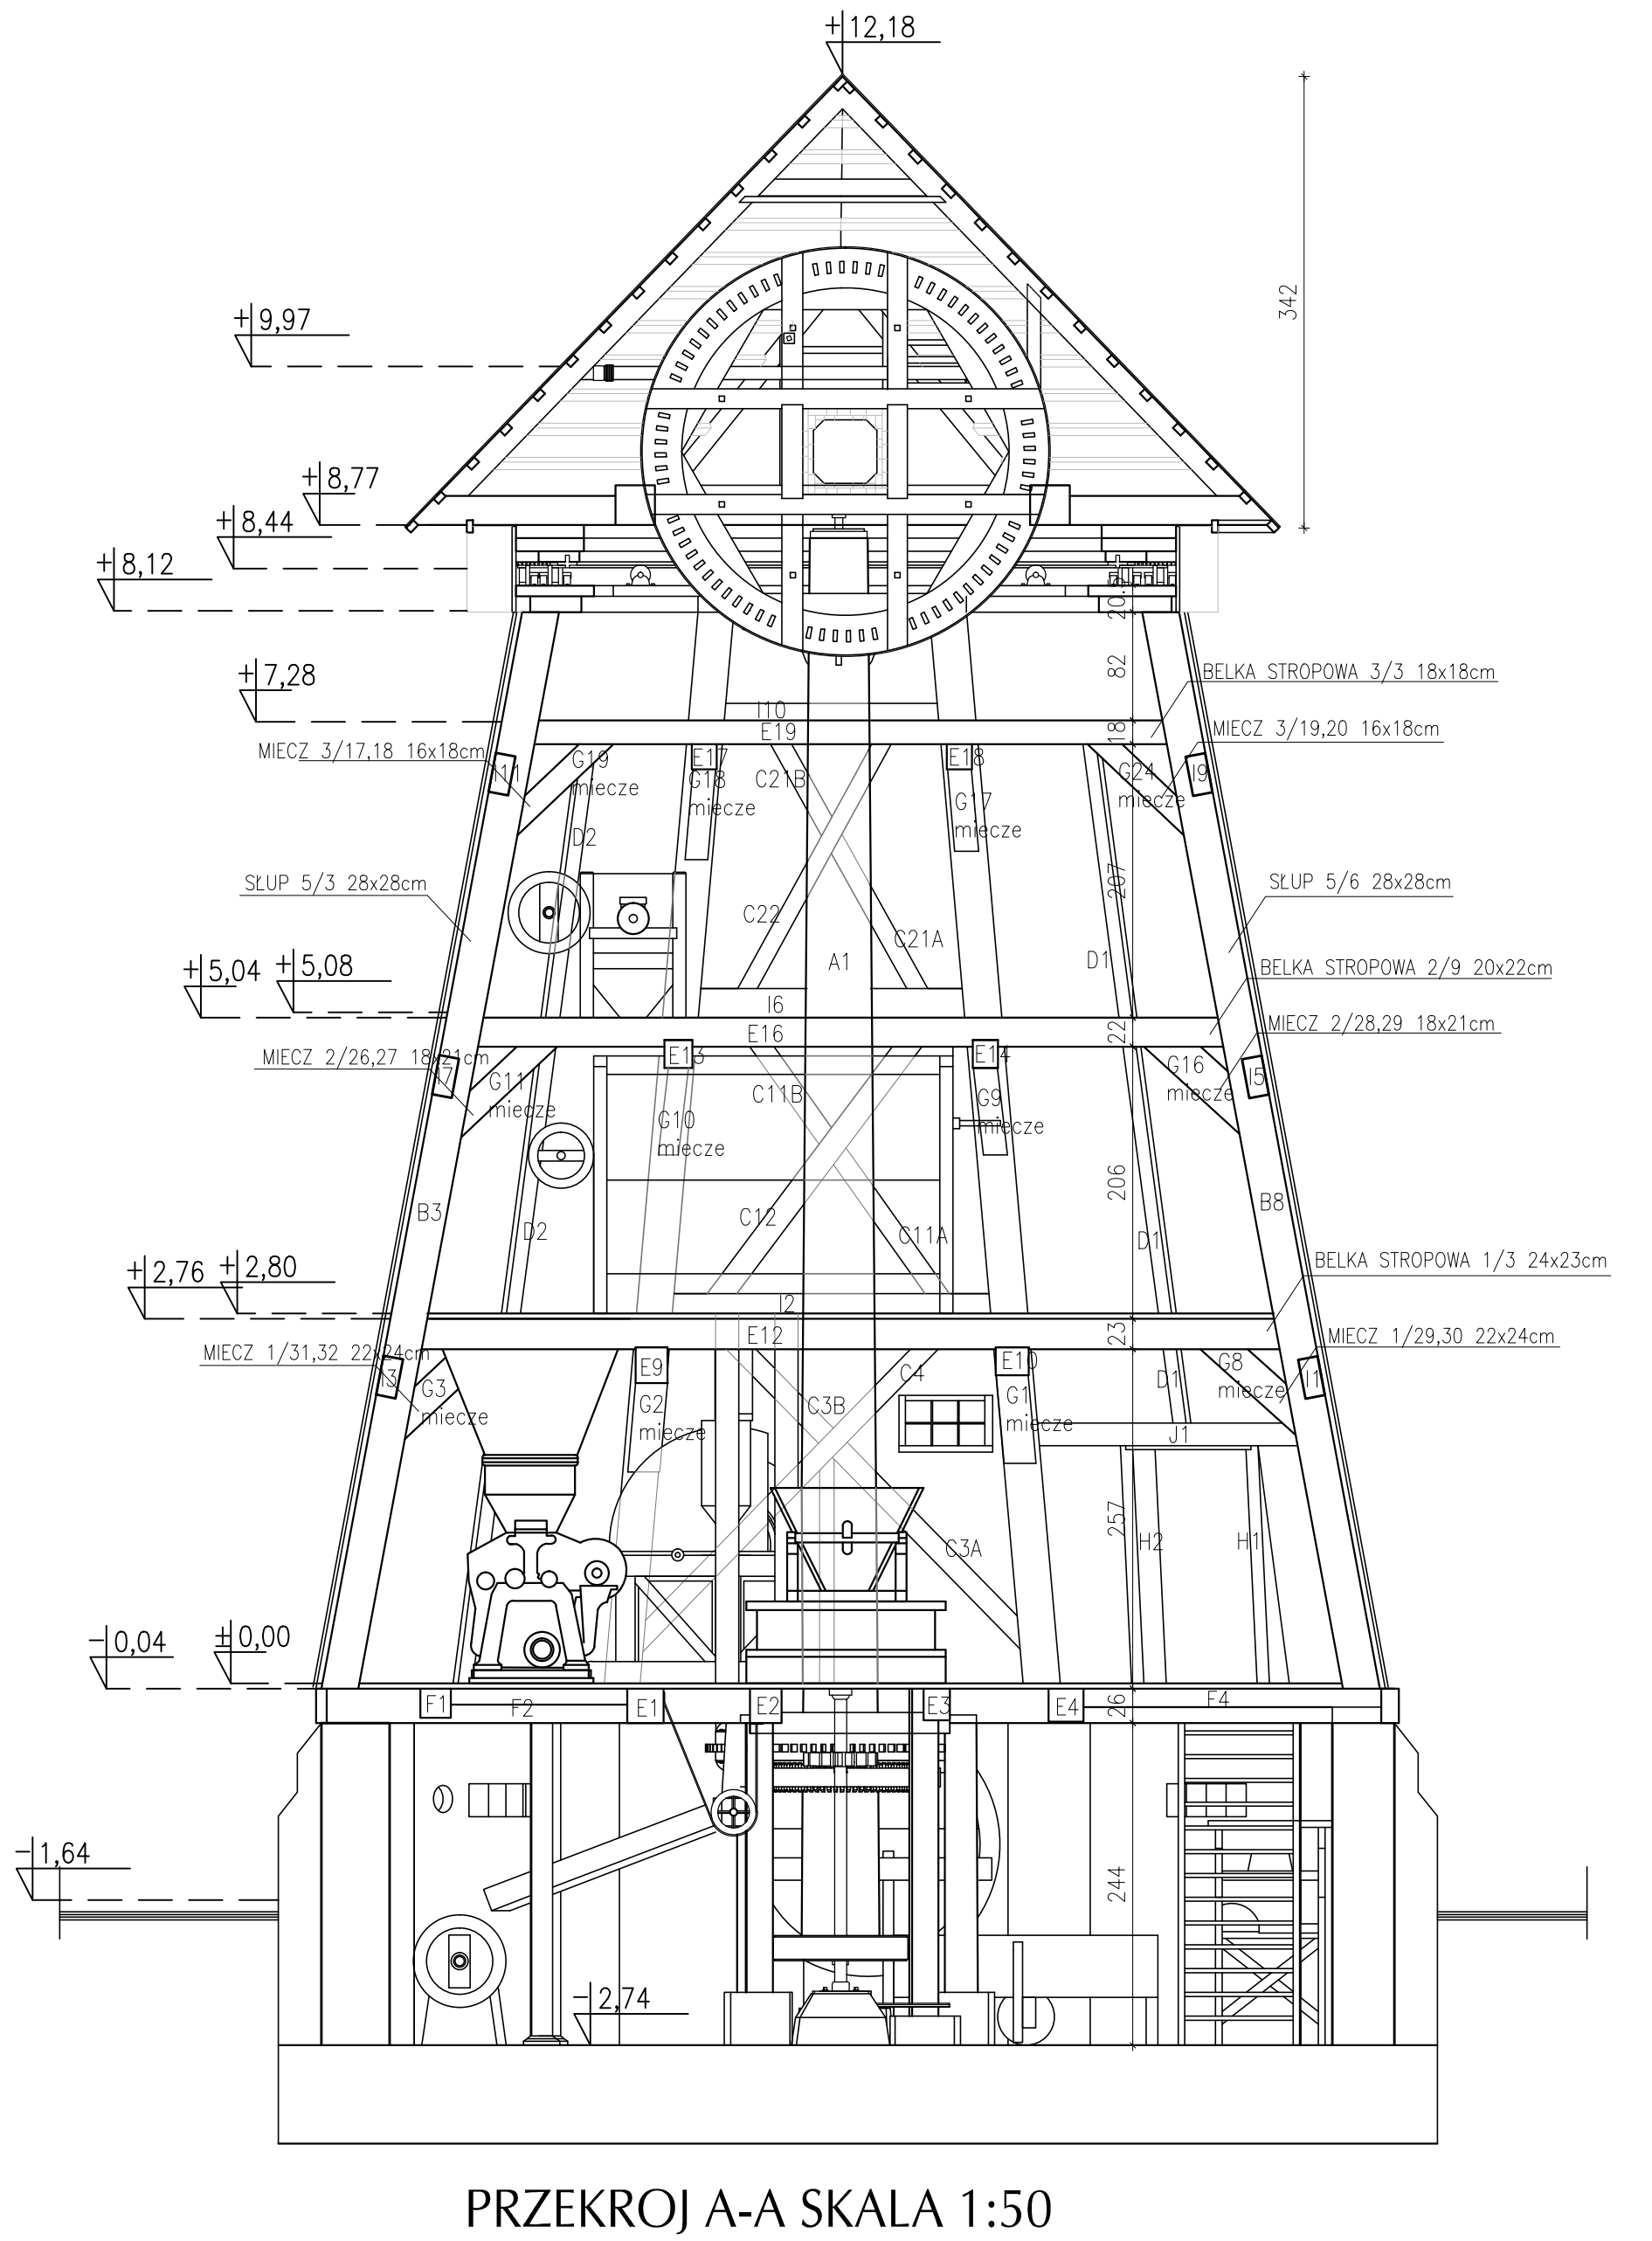 +12,18
342
+9,97
+8,77
+8,44
+8,12
20.5
82
+7,28
BELKA STROPOWA 3/3 18x18cm
I10
E19
18
MIECZ 3/19,20 16x18cm
MIECZ 3/17,18 16x18cm
I11
G19
miecze
E17
G18
miecze
C21B
E18
G17
miecze
G24
miecze
I9
D2
SŁUP 5/3 28x28cm
207
SŁUP 5/6 28x28cm
C22
C21A
A1
D1
+5,04
+5,08
BELKA STROPOWA 2/9 20x22cm
I6
E16
22
MIECZ 2/28,29 18x21cm
MIECZ 2/26,27 18x21cm
I7
G11
miecze
E13
G10
miecze
C11B
E14
G9
miecze
G16
miecze
I5
206
B3
D2
C12
C11A
D1
B8
+2,76
+2,80
BELKA STROPOWA 1/3 24x23cm
I2
E12
23
MIECZ 1/29,30 22x24cm
MIECZ 1/31,32 22x24cm
I3
G3
miecze
E9
G2
miecze
C3B
C4
E10
G1
miecze
D1
G8
miecze
I1
J1
257
C3A
H2
H1
-0,04
±0,00
F1
F2
E1
E2
E3
E4
26
F4
-1,64
244
-2,74
PRZEKROJ A-A SKALA 1:50